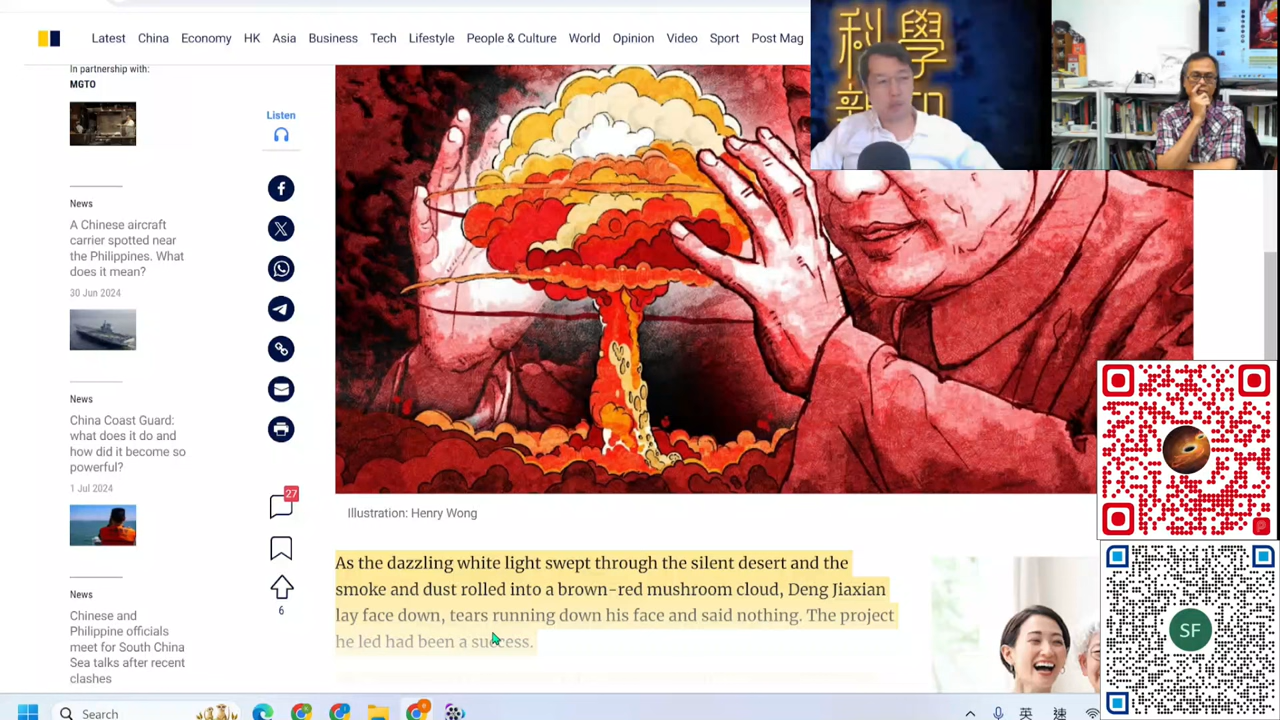 Latest China Economy HK Asia Business Tech Lifestyle People & Culture World Opinion Video Sport Post Mag
科學
新知
In partnership with:
MGTO
News
A Chinese aircraft
carrier spotted near
the Philippines. What
does it mean?
30 Jun 2024
News
China Coast Guard:
what does it do and
how did it become so
powerful?
1 Jul 2024
News
Chinese and
Philippine officials
meet for South China
Sea talks after recent
clashes
Listen
27
6
Illustration: Henry Wong
As the dazzling white light swept through the silent desert and the
smoke and dust rolled into a brown-red mushroom cloud, Deng Jiaxian
lay face down, tears running down his face and said nothing. The project
he led had been a success.
SF
Search
英 速